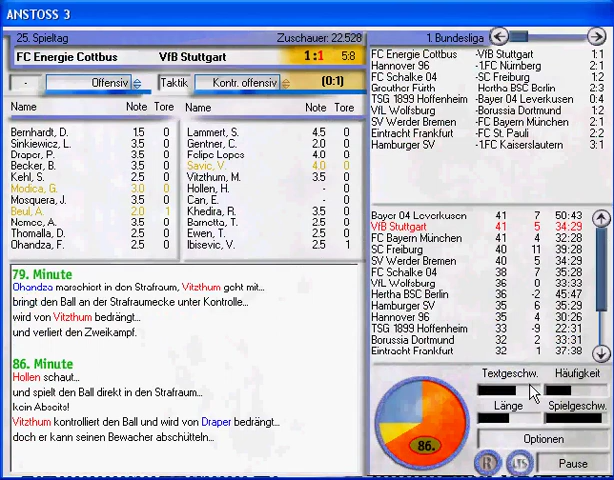 ANSTOSS 3
25. Spieltag Zuschauer: 22.528
FC Energie Cottbus VfB Stuttgart 1:1 5:8
- Offensiv Taktik Kontr. offensiv (0:1)
Name Note Tore Name Note Tore
Bernhardt, D. 1.5 0 Lammert, S. 4.5 0
Sinkiewicz, L. 3.5 0 Gentner, C. 2.0 0
Draper, P. 3.5 0 Felipe Lopes 4.0 0
Becker, B. 3.5 0 Savic, V. 4.0 0
Kehl, S. 2.5 0 Vitzthum, M. 3.5 0
Modica, G. 3.0 0 Hollen, H. - 0
Mosquera, J. 3.5 0 Can, E. - 0
Beul, A. 2.0 1 Khedira, R. 3.5 0
Nemec, A. 3.5 0 Barnetta, T. 2.5 0
Thomalla, D. 2.5 0 Ewen, T. 2.5 0
Ohandza, F. 2.5 0 Ibisevic, V. 2.5 1
79. Minute
Ohandza marschiert in den Strafraum, Vitzthum geht mit...
bringt den Ball an der Strafraumecke unter Kontrolle...
wird von Vitzthum bedrängt...
und verliert den Zweikampf.
86. Minute
Hollen schaut...
und spielt den Ball direkt in den Strafraum...
kein Abseits!
Vitzthum kontrolliert den Ball und wird von Draper bedrängt...
doch er kann seinen Bewacher abschütteln...
1. Bundesliga
FC Energie Cottbus -VfB Stuttgart 1:1
Hannover 96 -1.FC Nürnberg 2:1
FC Schalke 04 -SC Freiburg 1:2
Greuther Fürth -Hertha BSC Berlin 2:1
TSG 1899 Hoffenheim -Bayer 04 Leverkusen 0:4
VfL Wolfsburg -Borussia Dortmund 1:2
SV Werder Bremen -FC Bayern München 2:1
Eintracht Frankfurt -FC St. Pauli 2:2
Hamburger SV -1.FC Kaiserslautern 3:1
Bayer 04 Leverkusen 41 7 50:43
VfB Stuttgart 41 5 34:29
FC Bayern München 41 4 32:28
SC Freiburg 40 11 39:28
SV Werder Bremen 40 5 34:29
FC Schalke 04 38 7 35:28
VfL Wolfsburg 36 0 33:33
Hertha BSC Berlin 36 -2 45:47
Hamburger SV 35 6 35:29
Hannover 96 35 4 30:26
TSG 1899 Hoffenheim 33 -9 22:31
Borussia Dortmund 32 2 33:31
Eintracht Frankfurt 32 1 37:38
Textgeschw. Häufigkeit
Länge Spielgeschw.
86.
Optionen
R LTS Pause